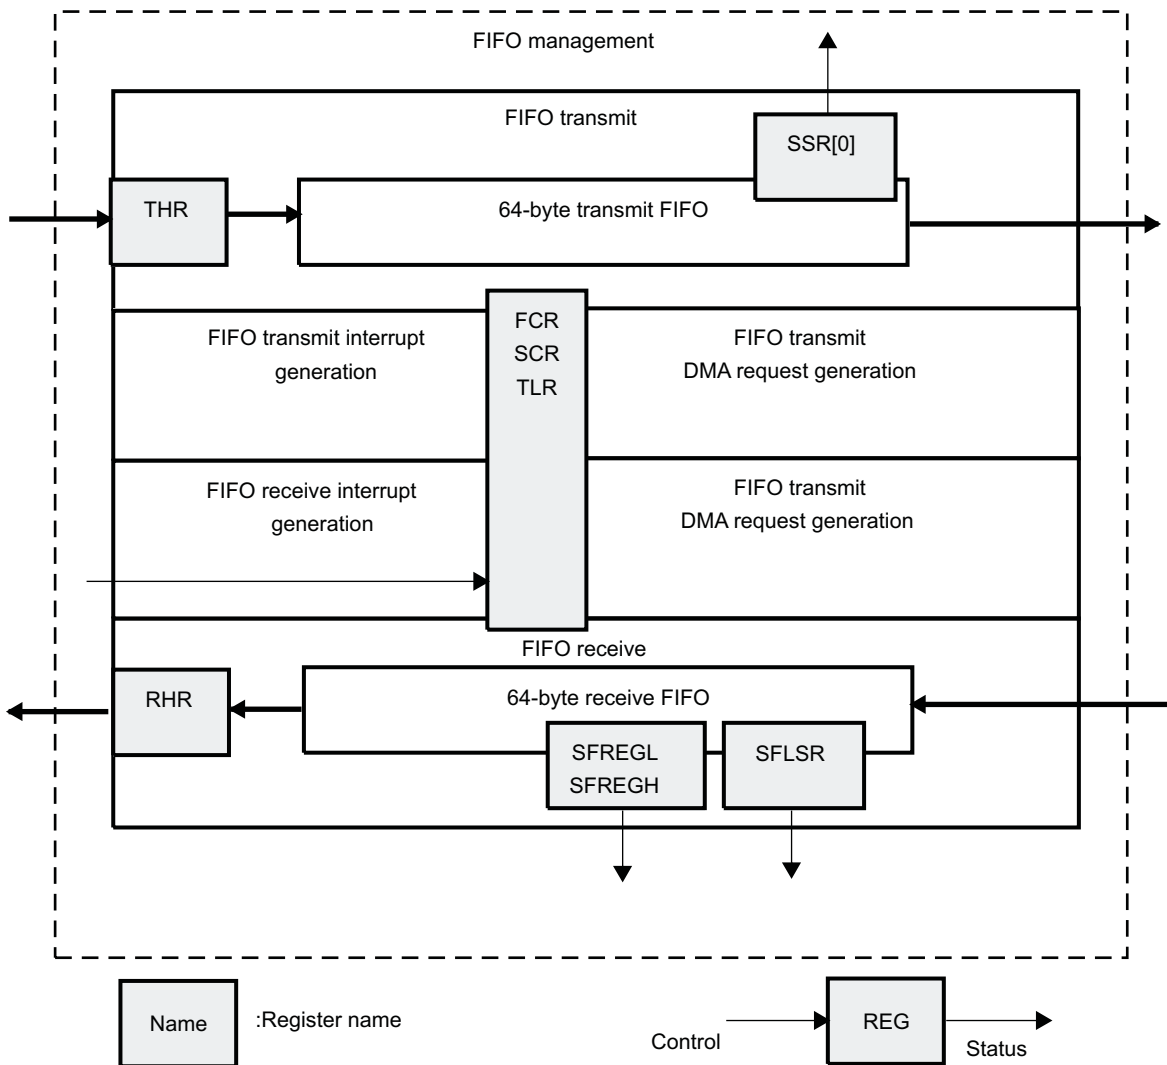 FIFO management
FIFO transmit
SSR[0]
THR
64-byte transmit FIFO
FCR
SCR
TLR
FIFO transmit interrupt
generation
FIFO transmit
DMA request generation
FIFO receive interrupt
generation
FIFO transmit
DMA request generation
FIFO receive
RHR
64-byte receive FIFO
SFREGL
SFREGH
SFLSR
Name
:Register name
Control
REG
Status